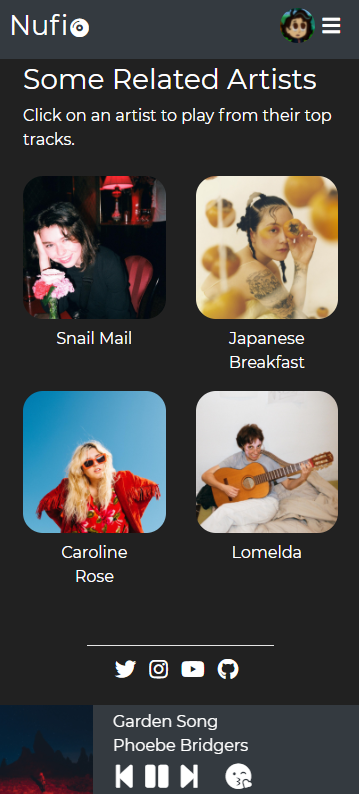 Nufio
Some Related Artists
Click on an artist to play from their top
tracks.
Snail Mail
Japanese
Breakfast
Caroline
Rose
Lomelda
Garden Song
Phoebe Bridgers